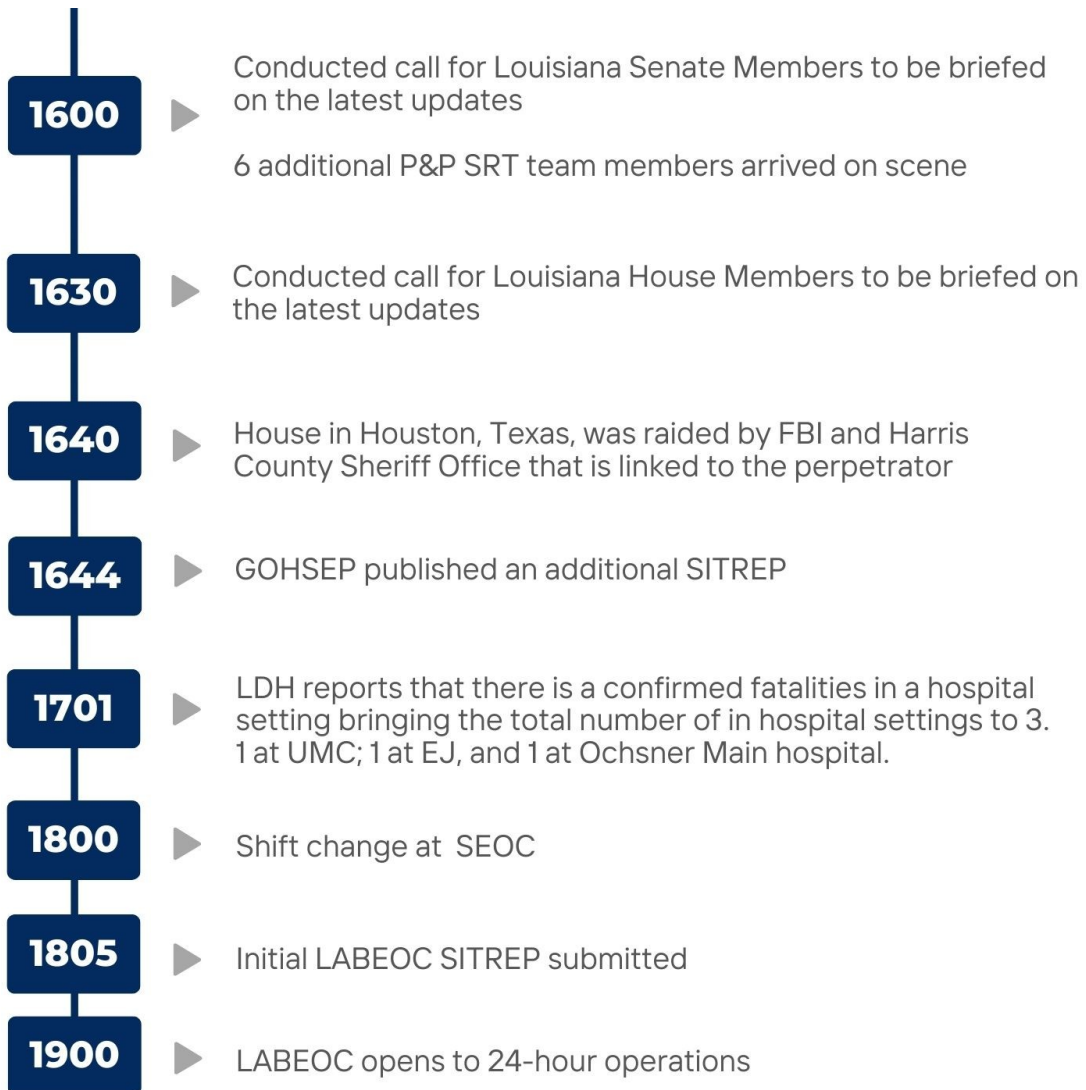 1600
Conducted call for Louisiana Senate Members to be briefed
on the latest updates
6 additional P&P SRT team members arrived on scene
1630
Conducted call for Louisiana House Members to be briefed on
the latest updates
1640
House in Houston, Texas, was raided by FBI and Harris
County Sheriff Office that is linked to the perpetrator
1644
GOHSEP published an additional SITREP
1701
LDH reports that there is a confirmed fatalities in a hospital
setting bringing the total number of in hospital settings to 3.
1 at UMC; 1 at EJ, and 1 at Ochsner Main hospital.
1800
Shift change at SEOC
1805
Initial LABEOC SITREP submitted
1900
LABEOC opens to 24-hour operations